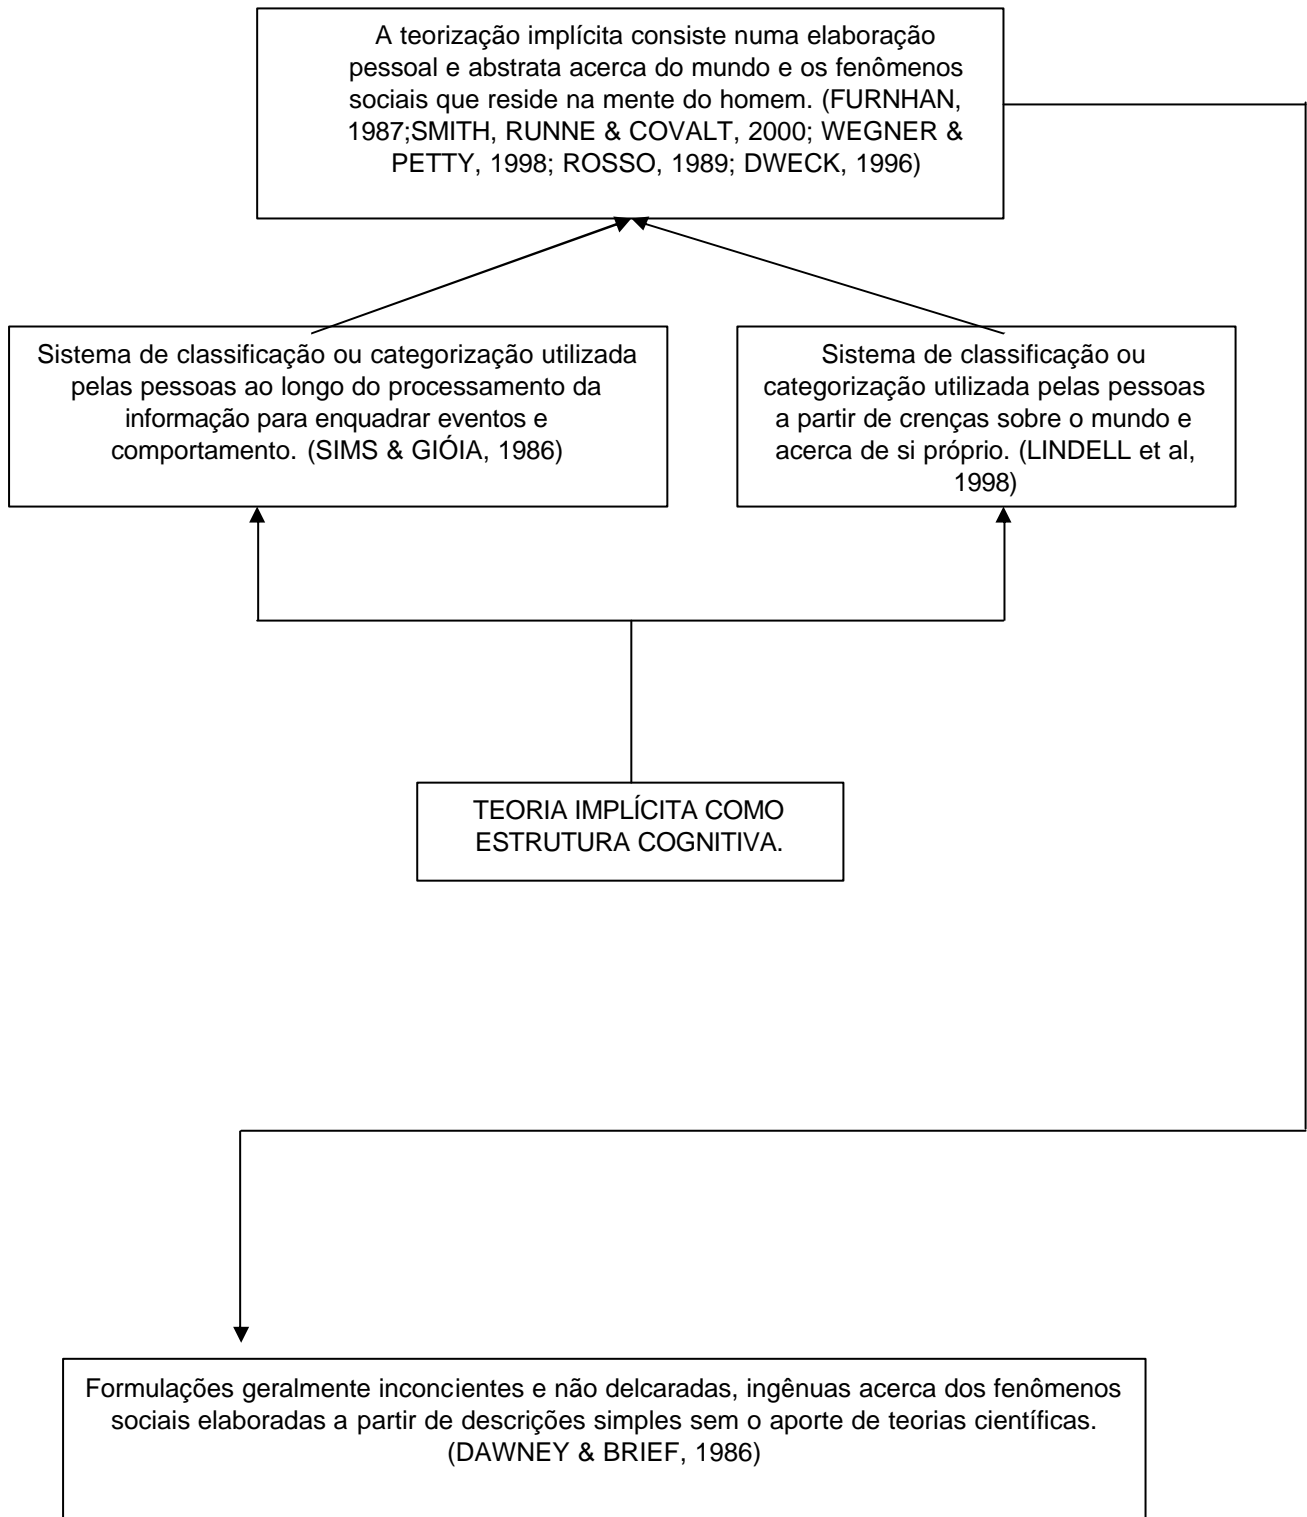 A teorização implícita consiste numa elaboração
pessoal e abstrata acerca do mundo e os fenômenos
sociais que reside na mente do homem. (FURNHAN,
1987;SMITH, RUNNE & COVALT, 2000; WEGNER &
PETTY, 1998; ROSSO, 1989; DWECK, 1996)
Sistema de classificação ou categorização utilizada
pelas pessoas ao longo do processamento da
informação para enquadrar eventos e
comportamento. (SIMS & GIÓIA, 1986)
Sistema de classificação ou
categorização utilizada pelas pessoas
a partir de crenças sobre o mundo e
acerca de si próprio. (LINDELL et al,
1998)
TEORIA IMPLÍCITA COMO
ESTRUTURA COGNITIVA.
Formulações geralmente inconcientes e não delcaradas, ingênuas acerca dos fenômenos
sociais elaboradas a partir de descrições simples sem o aporte de teorias científicas.
(DAWNEY & BRIEF, 1986)